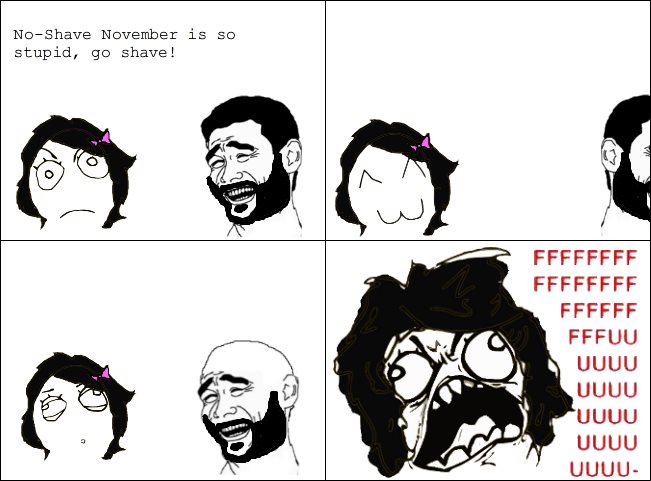 No-Shave November is so
stupid, go shave!
FFFFFFFF
FFFFFFFF
FFFFFF
FFFUU
UUUU
UUUU
UUUU
UUUU
UUUU-